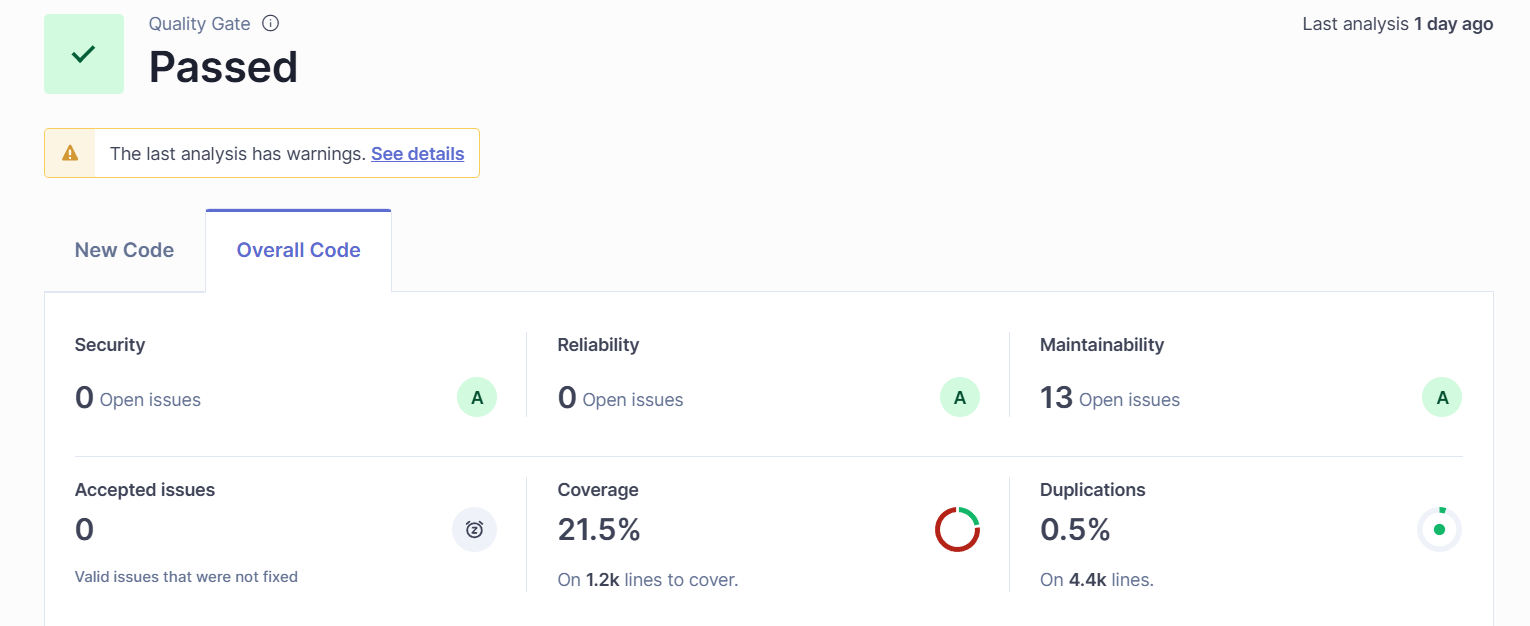 Quality Gate
Passed
Last analysis 1 day ago
The last analysis has warnings. See details
New Code
Overall Code
Security
0 Open issues
A
Reliability
0 Open issues
A
Maintainability
13 Open issues
A
Accepted issues
0
Valid issues that were not fixed
Coverage
21.5%
On 1.2k lines to cover.
Duplications
0.5%
On 4.4k lines.